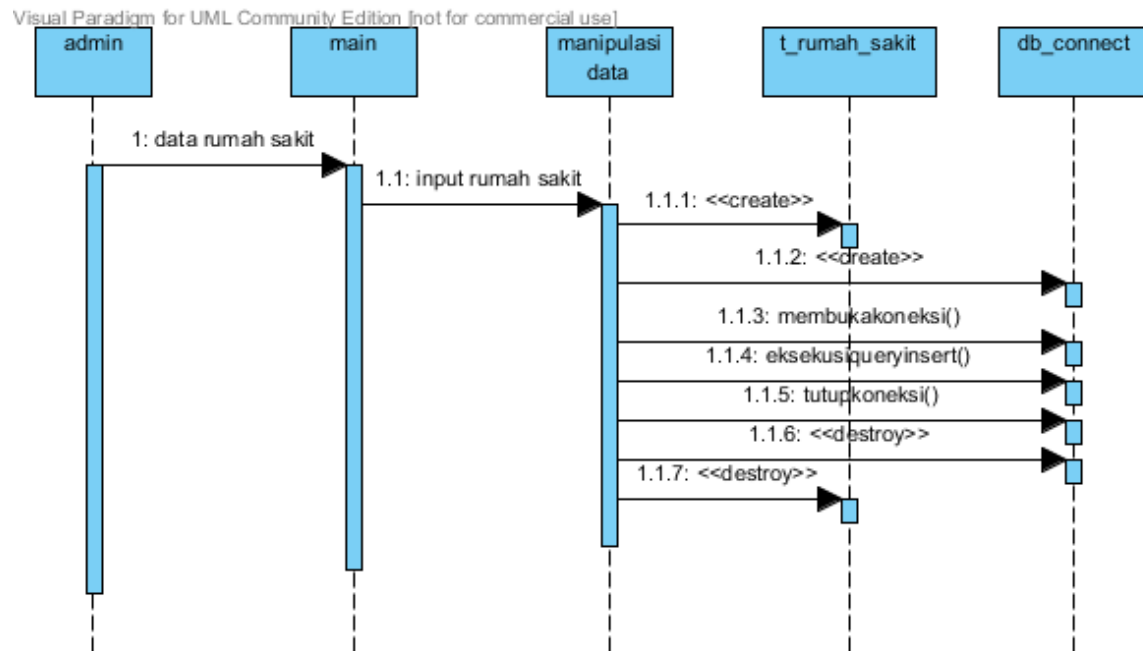 Visual Paradigm for UML Community Edition [not for commercial use]
admin
main
manipulasi
data
t_rumah_sakit
db_connect
1: data rumah sakit
1.1: input rumah sakit
1.1.1: <<create>>
1.1.2: <<create>>
1.1.3: membukakoneksi()
1.1.4: eksekusiqueryinsert()
1.1.5: tutupkoneksi()
1.1.6: <<destroy>>
1.1.7: <<destroy>>